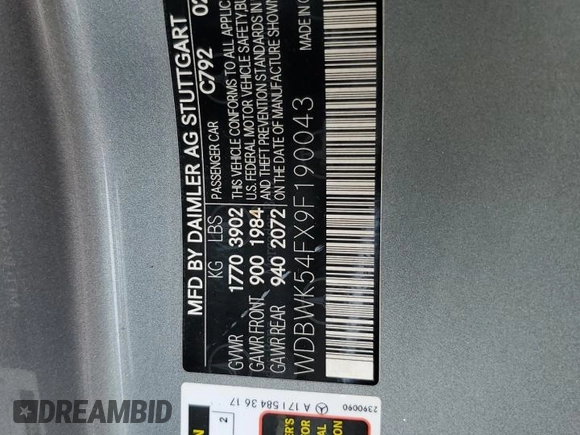 MFD BY DAIMLER AG STUTTGART
C792 02
PASSENGER CAR
KG LBS
GVWR 1770 3902
GAWR FRONT 900 1984
GAWR REAR 940 2072
THIS VEHICLE CONFORMS TO ALL APPLIC
U.S. FEDERAL MOTOR VEHICLE SAFETY, BU
AND THEFT PREVENTION STANDARDS IN
ON THE DATE OF MANUFACTURE SHOWN
WDBWK54FX9F190043
2390090
A 171 584 36 17
2
DREAMBID